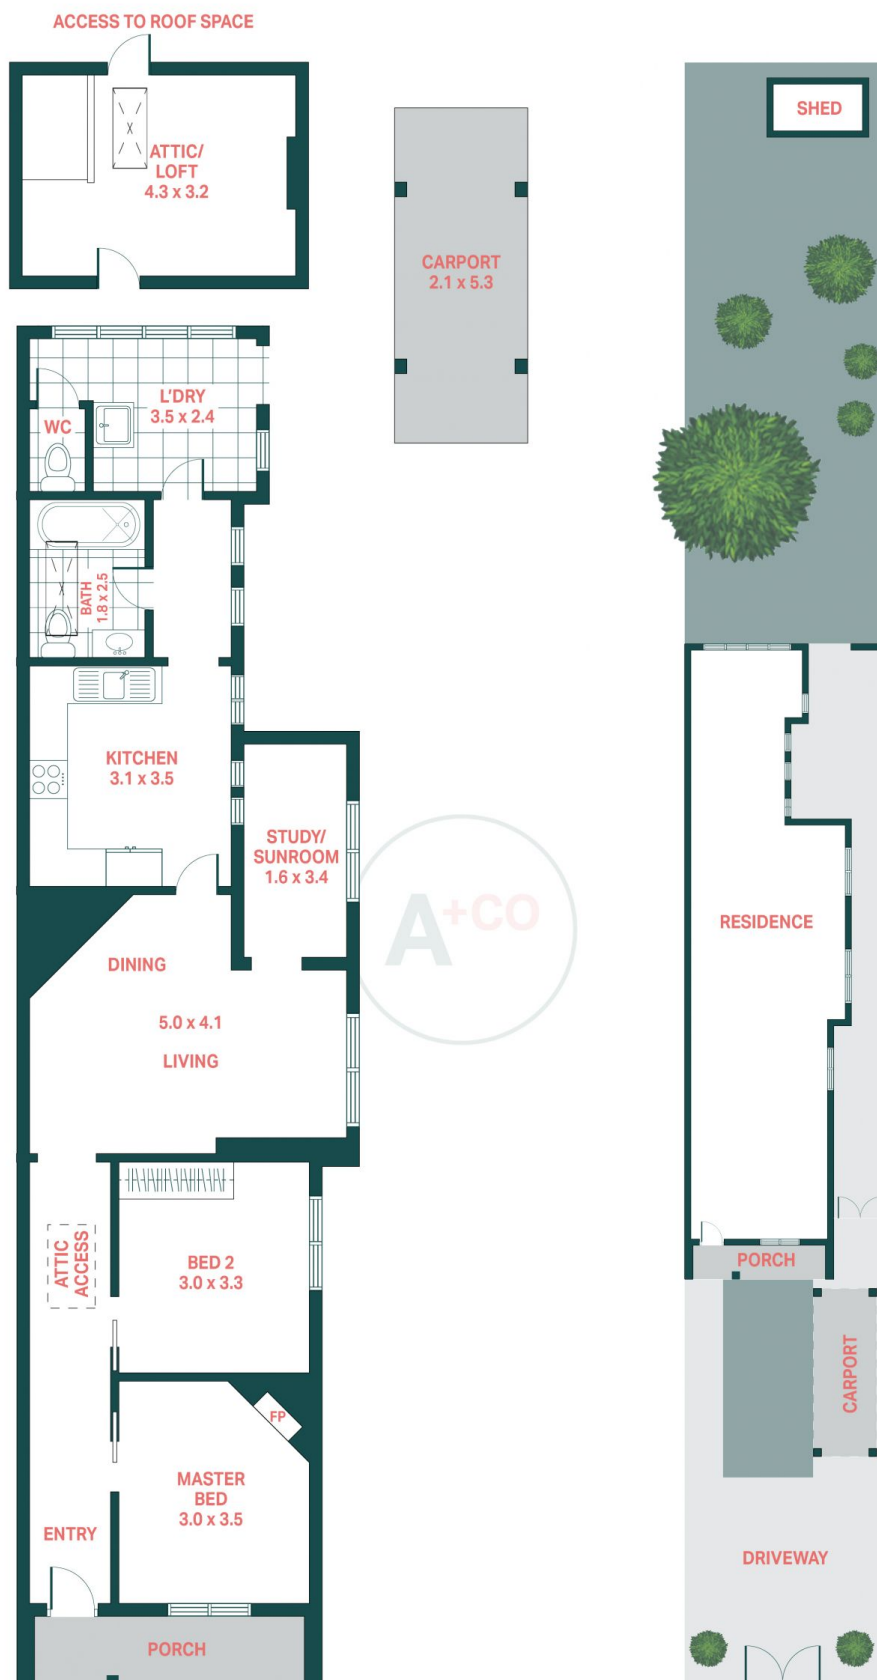 ACCESS TO ROOF SPACE
ATTIC/
LOFT
4.3 x 3.2
CARPORT
2.1 x 5.3
SHED
L'DRY
3.5 x 2.4
WC
BATH
1.8 x 2.5
KITCHEN
3.1 x 3.5
STUDY/
SUNROOM
1.6 x 3.4
A+CO
DINING
5.0 x 4.1
LIVING
RESIDENCE
ATTIC
ACCESS
BED 2
3.0 x 3.3
PORCH
CARPORT
FP
MASTER
BED
3.0 x 3.5
ENTRY
DRIVEWAY
PORCH